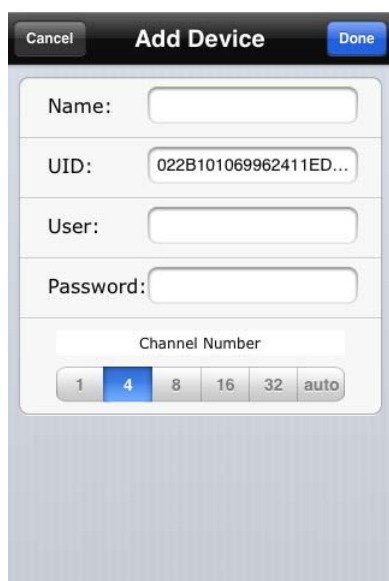 Cancel Add Device Done
Name:
UID: 022B101069962411ED...
User:
Password:
Channel Number
1 4 8 16 32 auto